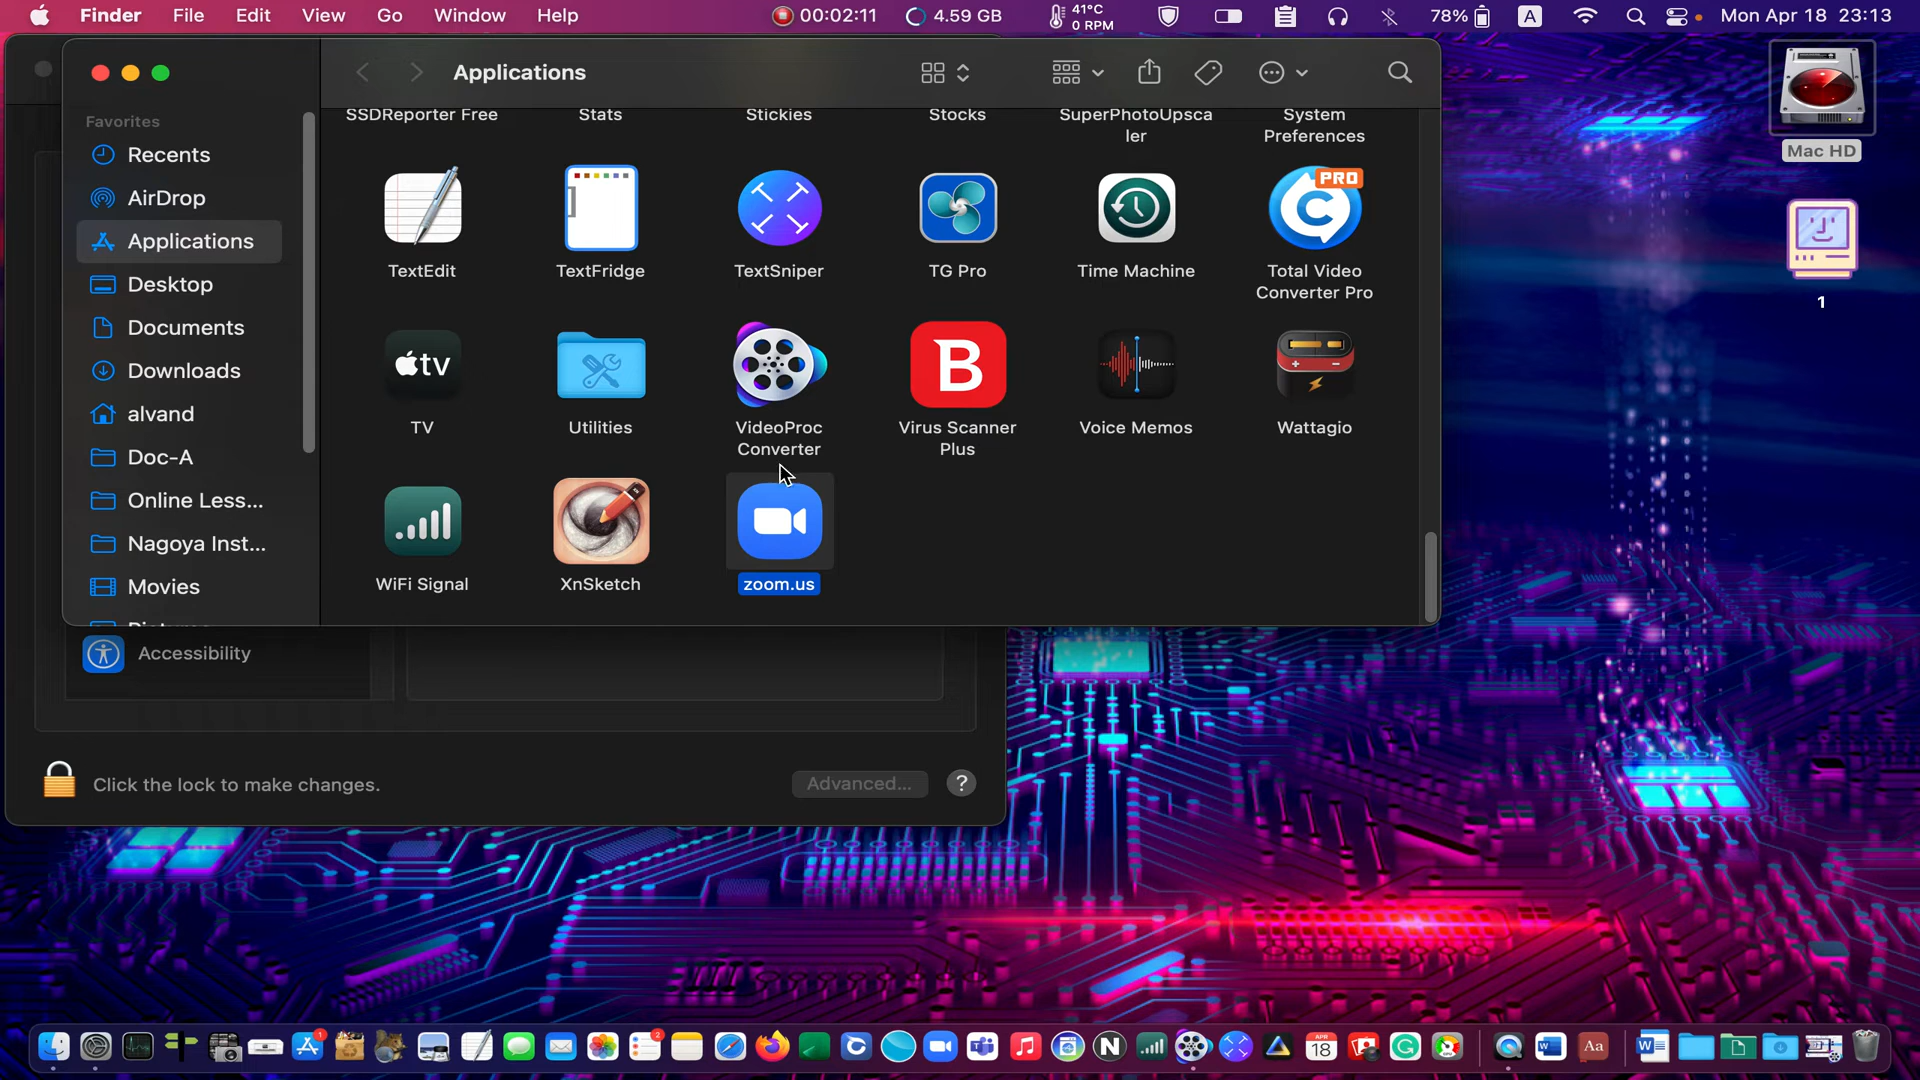 Finder File Edit View Go Window Help 00:02:11 4.59 GB 41°C 0 RPM 78% A Mon Apr 18 23:13
Applications
Favorites
Recents
AirDrop
Applications
Desktop
Documents
Downloads
alvand
Doc-A
Online Less...
Nagoya Inst...
Movies
SSDReporter Free Stats Stickies Stocks SuperPhotoUpsca System
ler Preferences
PRO
TextEdit TextFridge TextSniper TG Pro Time Machine Total Video
Converter Pro
tv
B
TV Utilities VideoProc Virus Scanner Voice Memos Wattagio
Converter Plus
WiFi Signal XnSketch zoom.us
Mac HD
1
Accessibility
Click the lock to make changes. Advanced... ?
1
2
APR
18
Aa